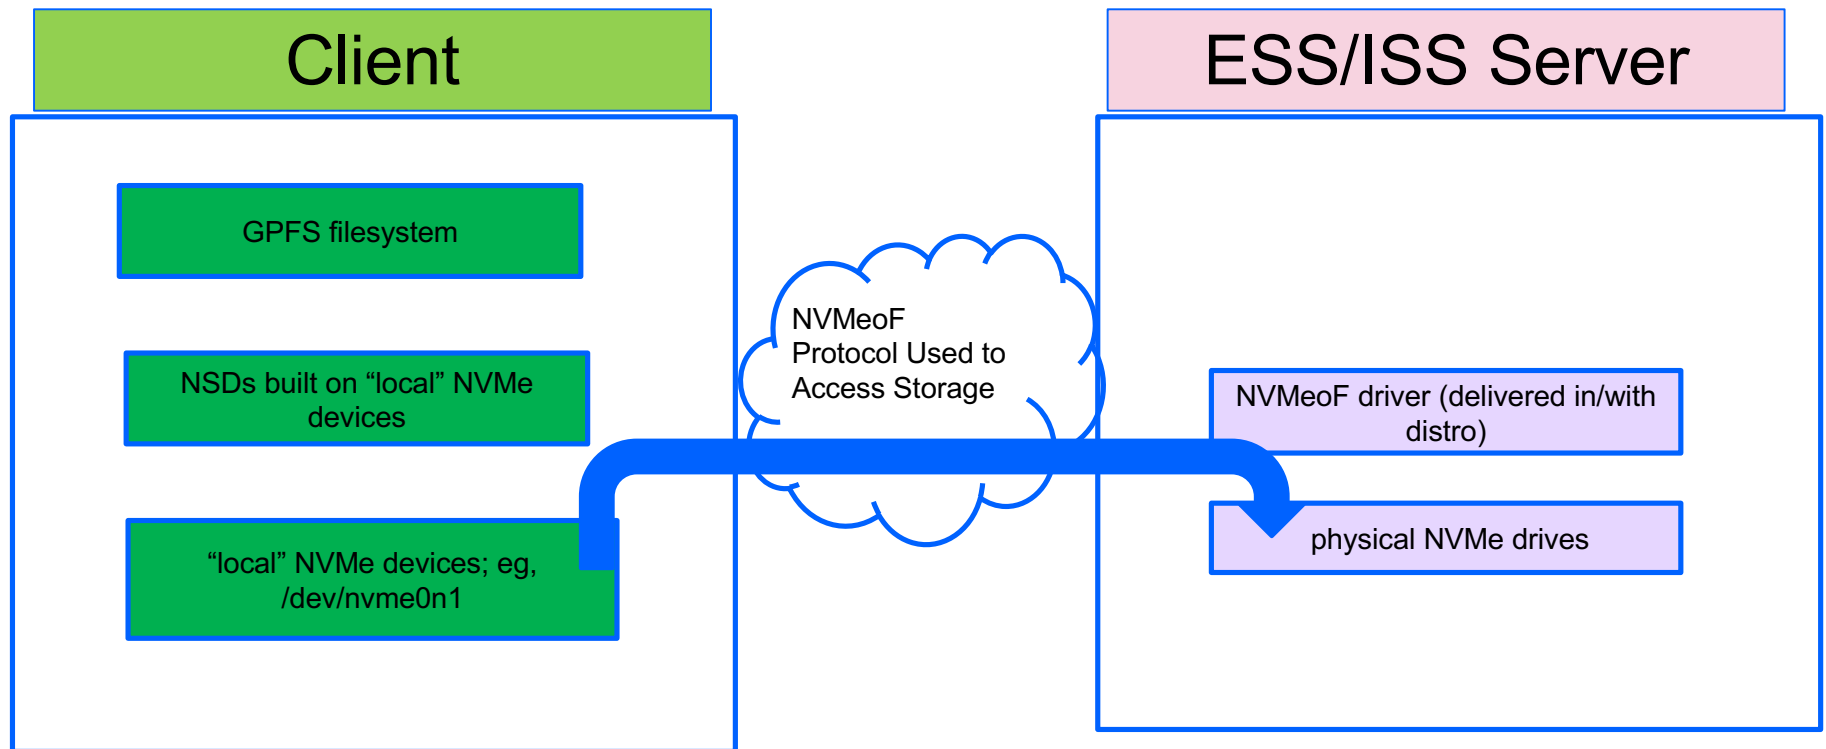 Client
ESS/ISS Server
GPFS filesystem
NSDs built on “local” NVMe
devices
“local” NVMe devices; eg,
/dev/nvme0n1
NVMeoF
Protocol Used to
Access Storage
NVMeoF driver (delivered in/with
distro)
physical NVMe drives